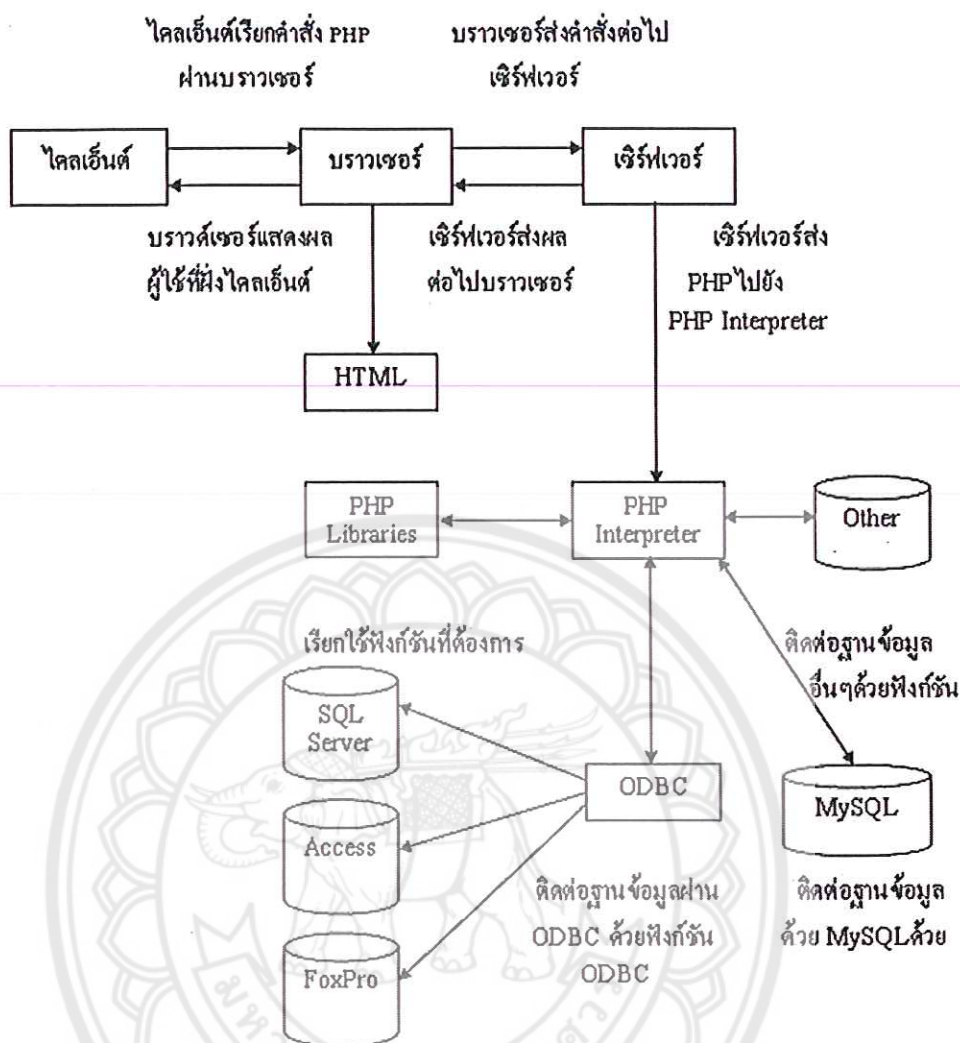 ไคลเอ็นต์เรียกคำสั่ง PHP
ผ่านบราวเซอร์
บราวเซอร์ส่งคำสั่งต่อไป
เซิร์ฟเวอร์
ไคลเอ็นต์
บราวเซอร์
เซิร์ฟเวอร์
บราวด์เซอร์แสดงผล
ผู้ใช้ที่ฝั่งไคลเอ็นต์
เซิร์ฟเวอร์ส่งผล
ต่อไปบราวเซอร์
เซิร์ฟเวอร์ส่ง
PHPไปยัง
PHP Interpreter
HTML
PHP
Libraries
PHP
Interpreter
Other
เรียกใช้ฟังก์ชันที่ต้องการ
ติดต่อฐานข้อมูล
อื่นๆด้วยฟังก์ชัน
SQL
Server
ODBC
MySQL
Access
ติดต่อฐานข้อมูลผ่าน
ODBC ด้วยฟังก์ชัน
ODBC
ติดต่อฐานข้อมูล
ด้วย MySQLด้วย
FoxPro